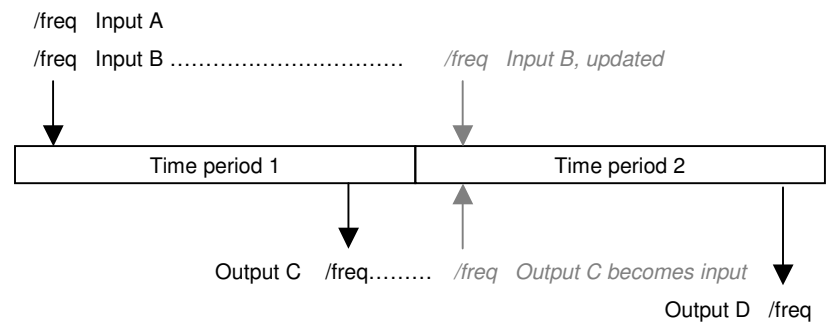 /freq Input A
/freq Input B ................................. /freq Input B, updated
Time period 1 Time period 2
Output C /freq......... /freq Output C becomes input
Output D /freq